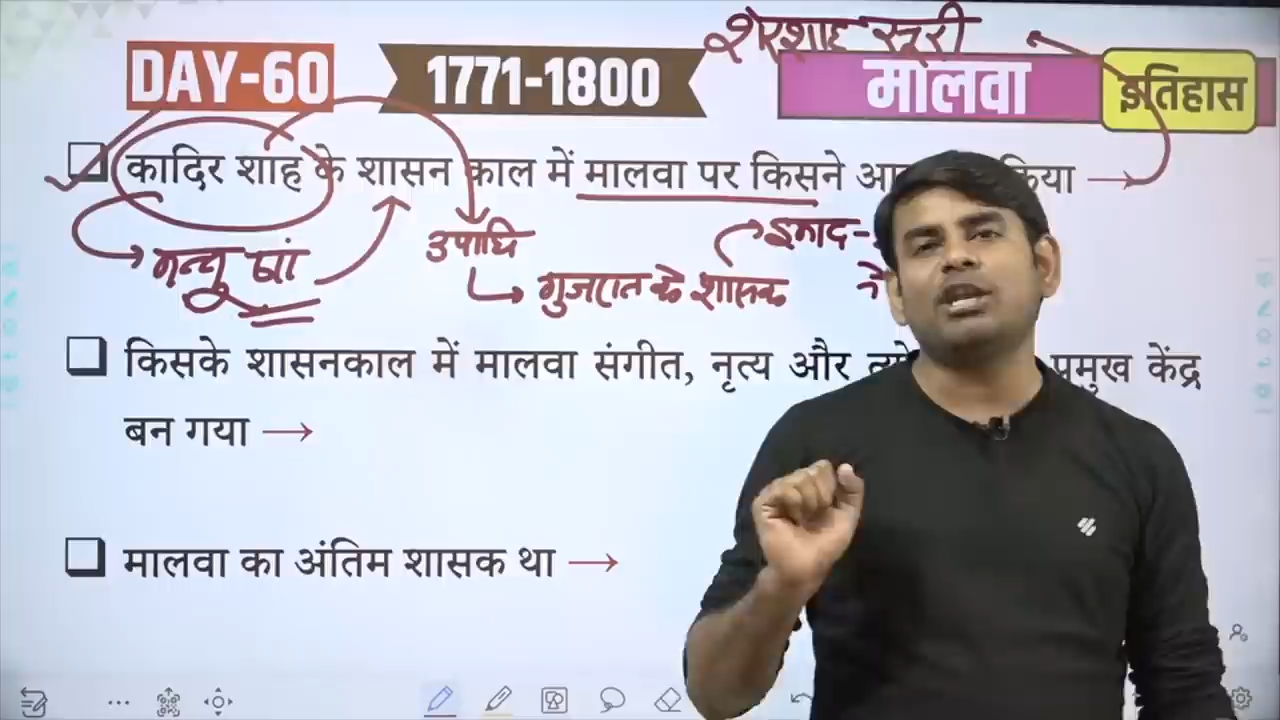 शेरशाह सूरी
DAY-60 1771-1800 मालवा इतिहास
कादिर शाह के शासन काल में मालवा पर किसने किया →
मल्लू खां उपाधि गुजरात के शासक
किसके शासनकाल में मालवा संगीत, नृत्य और प्रमुख केंद्र
बन गया →
मालवा का अंतिम शासक था →